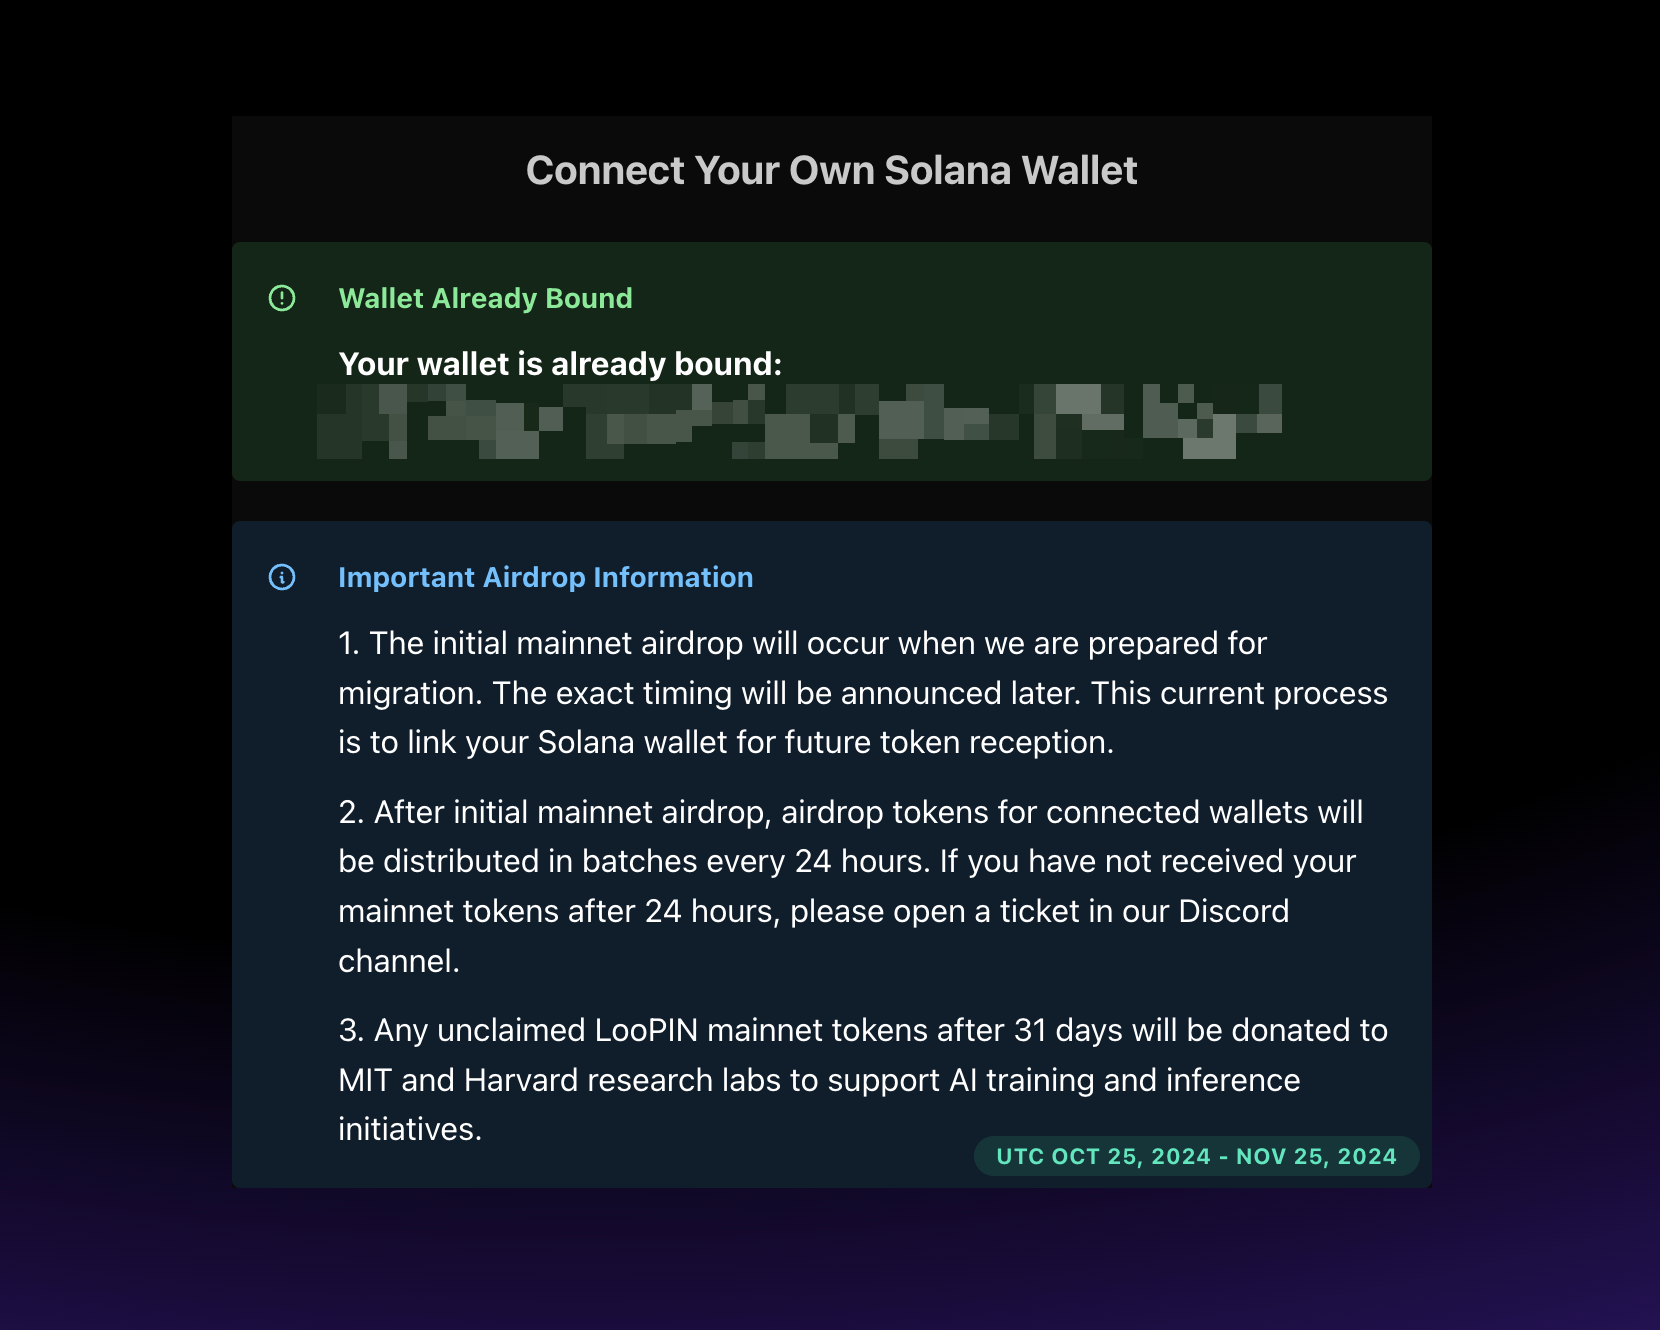 Connect Your Own Solana Wallet
Wallet Already Bound
Your wallet is already bound:
Important Airdrop Information
1. The initial mainnet airdrop will occur when we are prepared for
migration. The exact timing will be announced later. This current process
is to link your Solana wallet for future token reception.
2. After initial mainnet airdrop, airdrop tokens for connected wallets will
be distributed in batches every 24 hours. If you have not received your
mainnet tokens after 24 hours, please open a ticket in our Discord
channel.
3. Any unclaimed LooPIN mainnet tokens after 31 days will be donated to
MIT and Harvard research labs to support AI training and inference
initiatives.
UTC OCT 25, 2024 - NOV 25, 2024